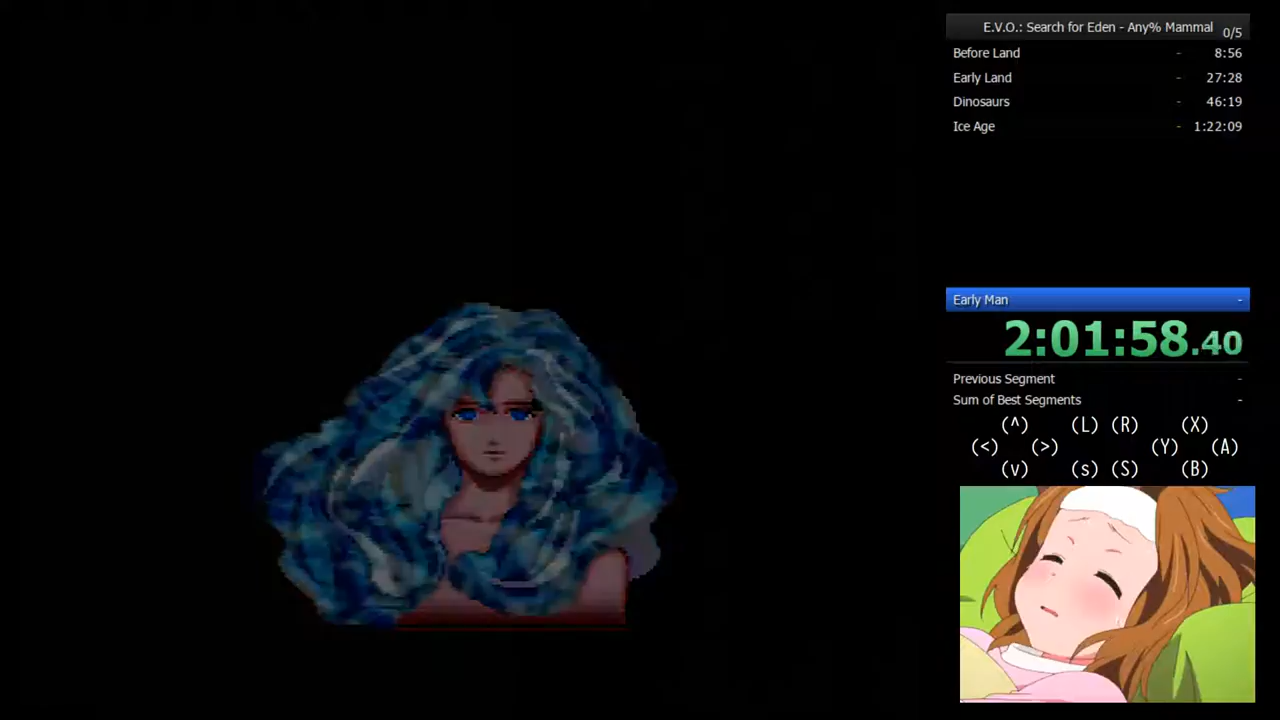 E.V.O.: Search for Eden - Any% Mammal 0/5
Before Land - 8:56
Early Land - 27:28
Dinosaurs - 46:19
Ice Age - 1:22:09
Early Man -
2:01:58.40
Previous Segment -
Sum of Best Segments -
(^) (L) (R) (X)
(<) (>) (Y) (A)
(v) (s) (S) (B)